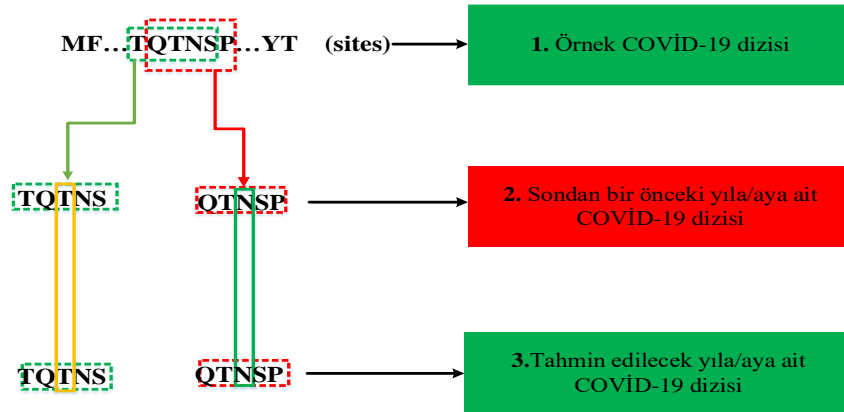 MF…TQTNSP…YT (sites)
1. Örnek COVİD-19 dizisi
TQTNS
QTNSP
2. Sondan bir önceki yıla/aya ait
COVİD-19 dizisi
TQTNS
QTNSP
3.Tahmin edilecek yıla/aya ait
COVİD-19 dizisi